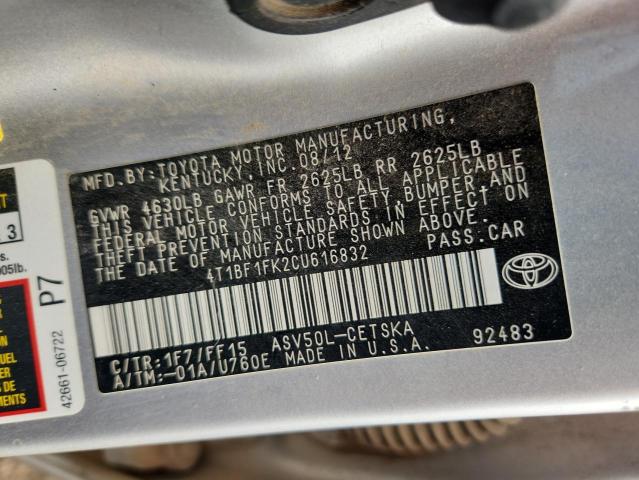 MFD.BY:TOYOTA MOTOR MANUFACTURING,
KENTUCKY, INC. 08/12
GVWR 4630LB GAWR FR 2625LB RR 2625LB
THIS VEHICLE CONFORMS TO ALL APPLICABLE
FEDERAL MOTOR VEHICLE SAFETY, BUMPER, AND
THEFT PREVENTION STANDARDS IN EFFECT ON
THE DATE OF MANUFACTURE SHOWN ABOVE.
4T1BF1FK2CU616832 PASS.CAR
C/TR:1F7/FF15 ASV50L-CETSKA 92483
A/TM:-01A/U760E MADE IN U.S.A.
TOYOTA
P7
42661-06722
3
s.
005lb.